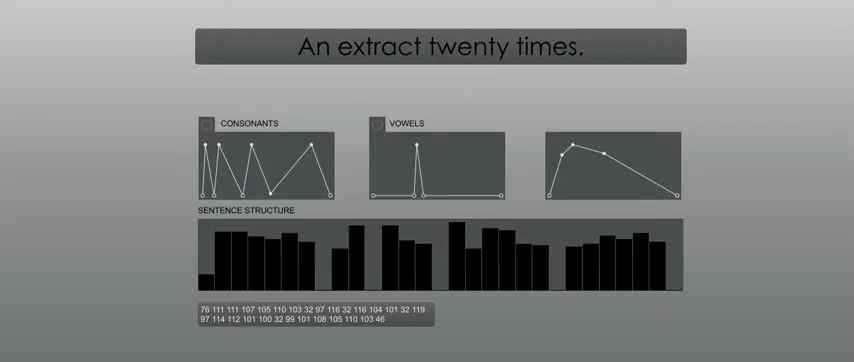 An extract twenty times.
CONSONANTS
VOWELS
SENTENCE STRUCTURE
76 111 111 107 105 110 103 32 97 116 32 116 104 101 32 119
97 114 112 101 100 32 99 101 108 105 110 103 46